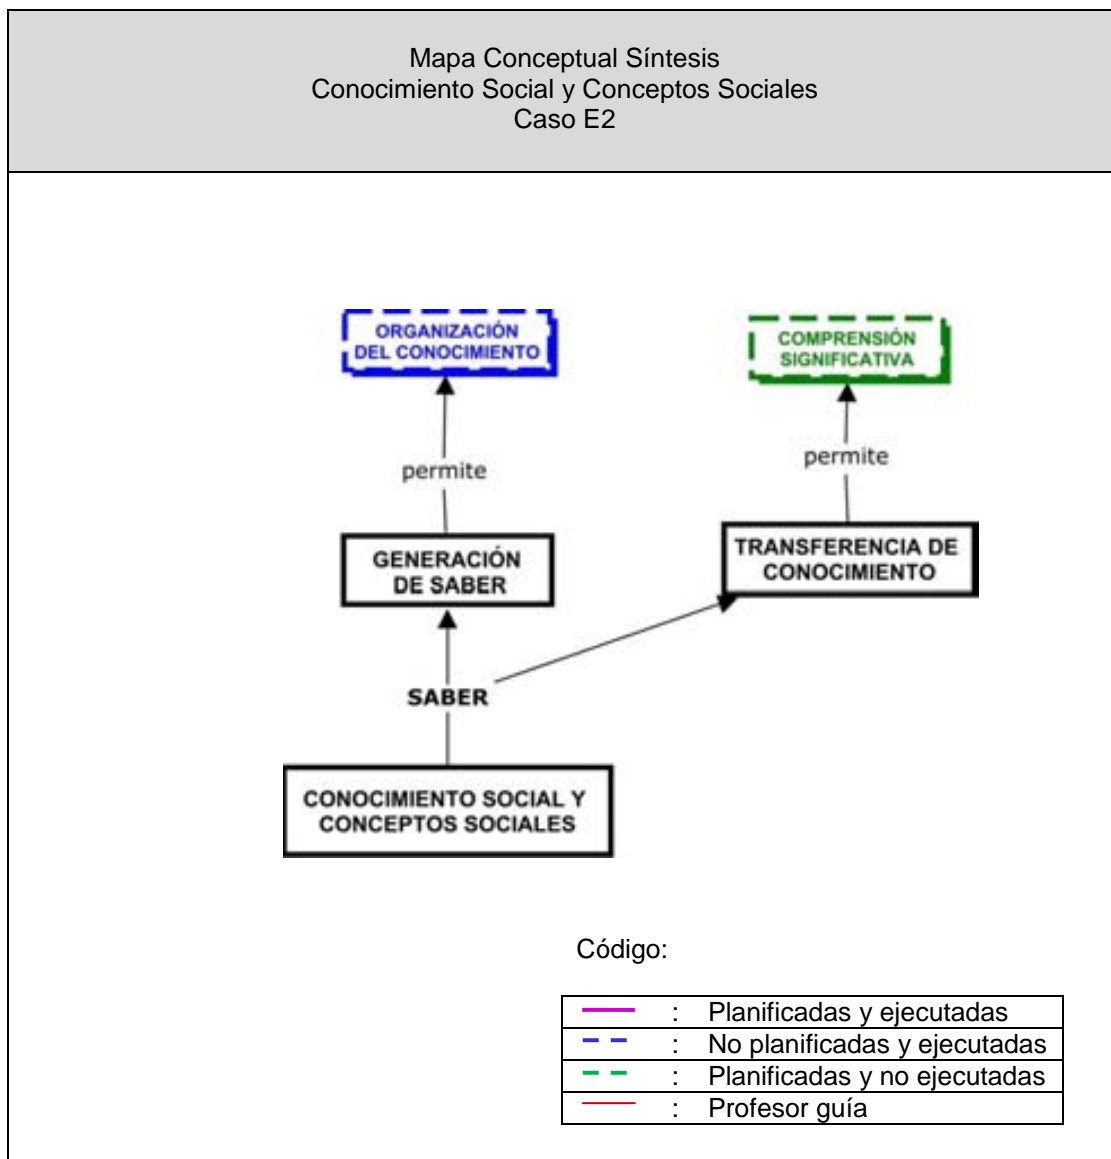 Mapa Conceptual Síntesis
Conocimiento Social y Conceptos Sociales
Caso E2
ORGANIZACIÓN
DEL CONOCIMIENTO
COMPRENSIÓN
SIGNIFICATIVA
permite
permite
GENERACIÓN
DE SABER
TRANSFERENCIA DE
CONOCIMIENTO
SABER
CONOCIMIENTO SOCIAL Y
CONCEPTOS SOCIALES
Código:
: Planificadas y ejecutadas
: No planificadas y ejecutadas
: Planificadas y no ejecutadas
: Profesor guía